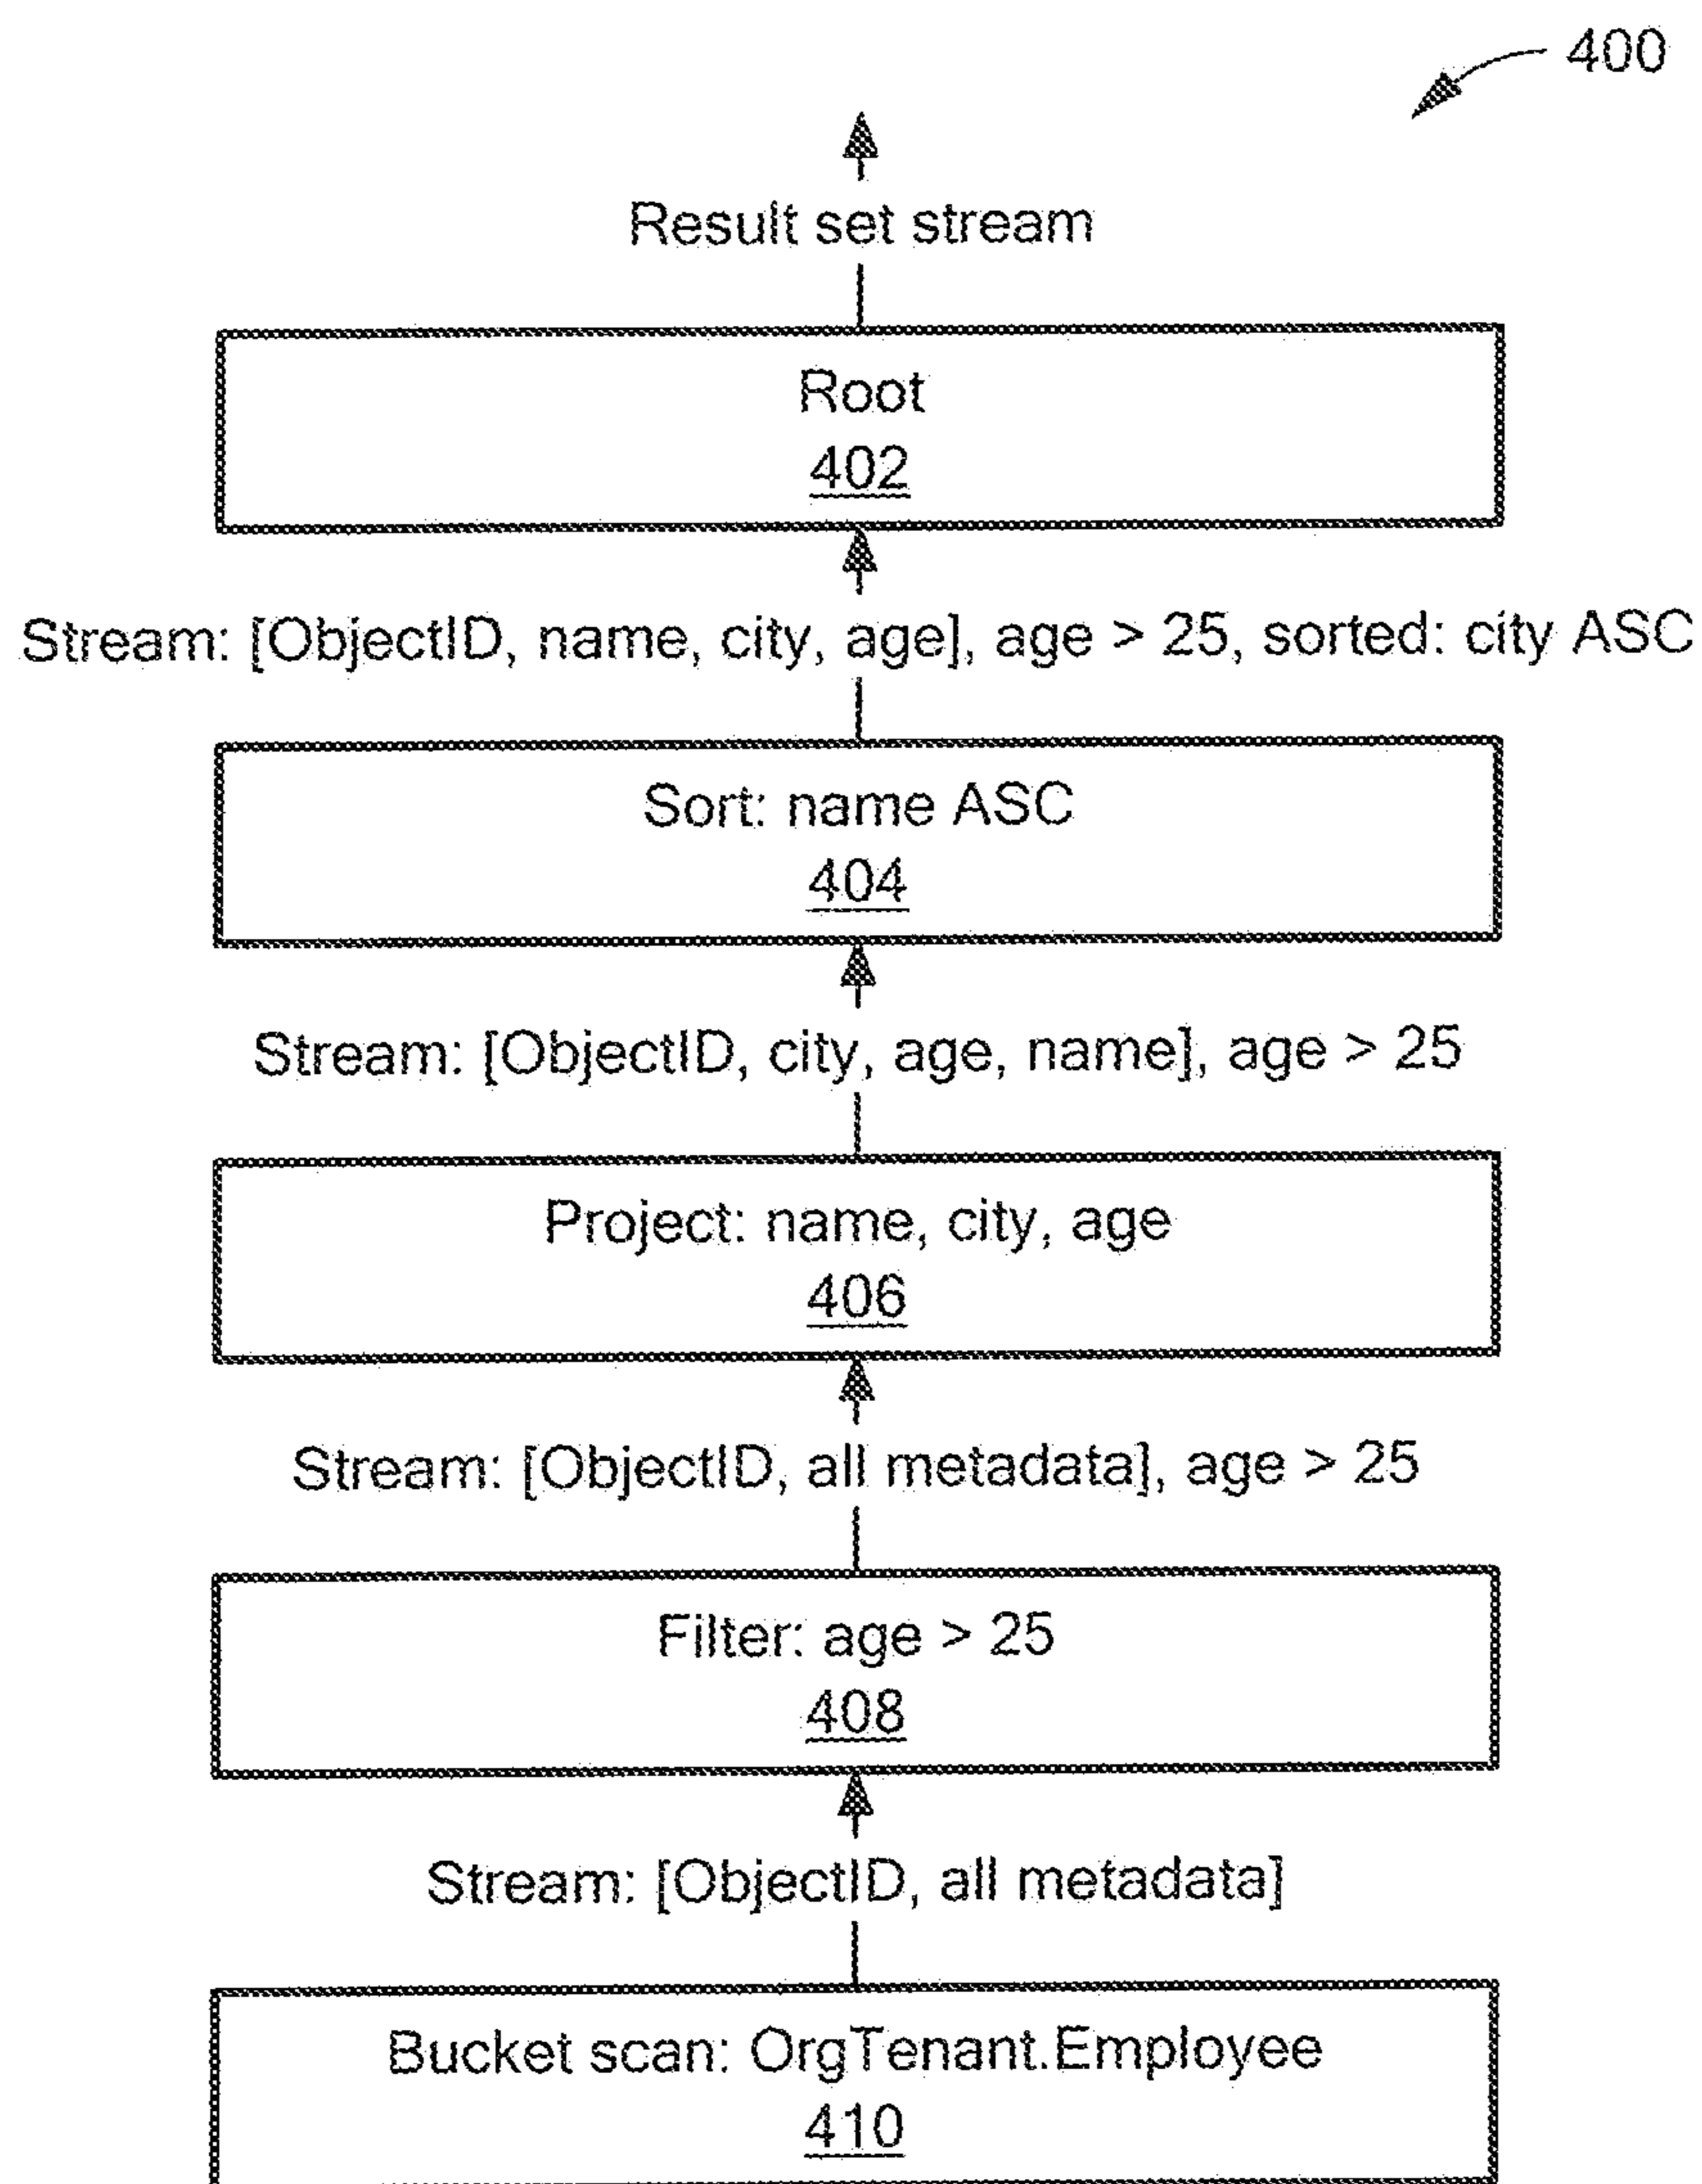 400
Result set stream
Root
402
Stream: [ObjectID, name, city, age], age > 25, sorted: city ASC
Sort: name ASC
404
Stream: [ObjectID, city, age, name], age > 25
Project: name, city, age
406
Stream: [ObjectID, all metadata], age > 25
Filter: age > 25
408
Stream: [ObjectID, all metadata]
Bucket scan: OrgTenant.Employee
410